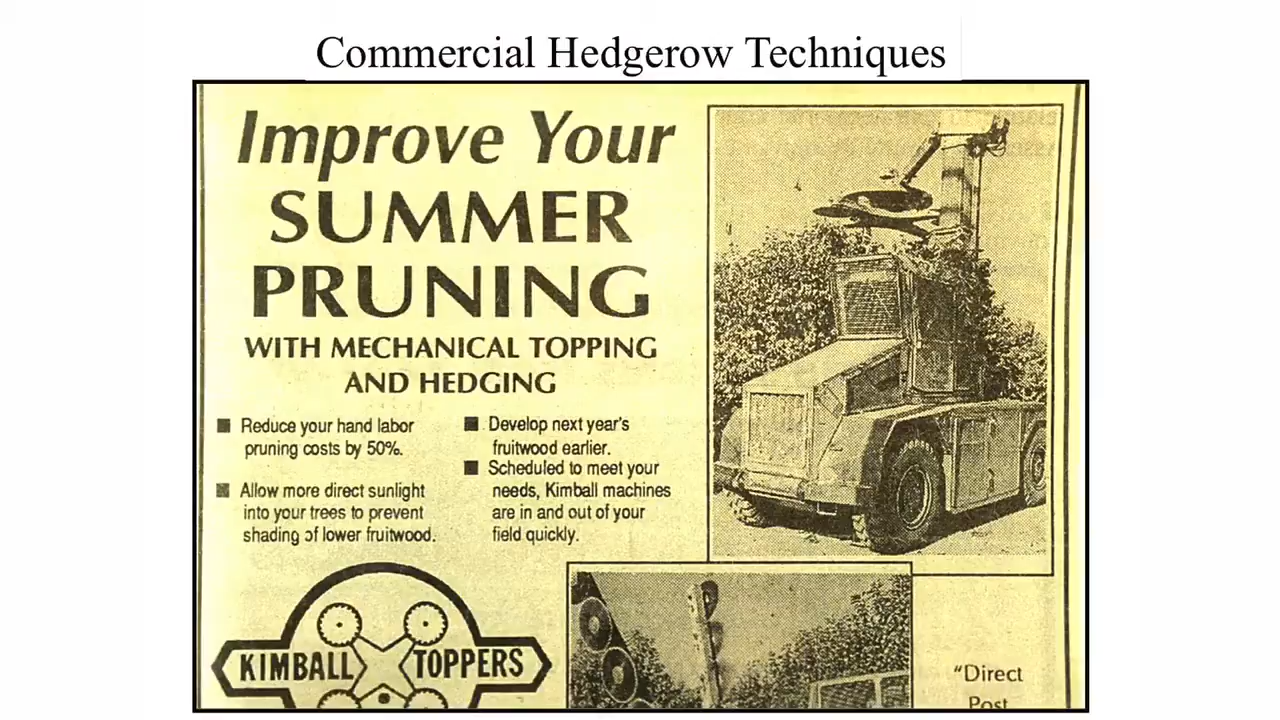 Commercial Hedgerow Techniques
Improve Your
SUMMER
PRUNING
WITH MECHANICAL TOPPING
AND HEDGING
■ Reduce your hand labor
pruning costs by 50%.
■ Allow more direct sunlight
into your trees to prevent
shading of lower fruitwood.
■ Develop next year's
fruitwood earlier.
■ Scheduled to meet your
needs, Kimball machines
are in and out of your
field quickly.
KIMBALL TOPPERS
"Direct
Post